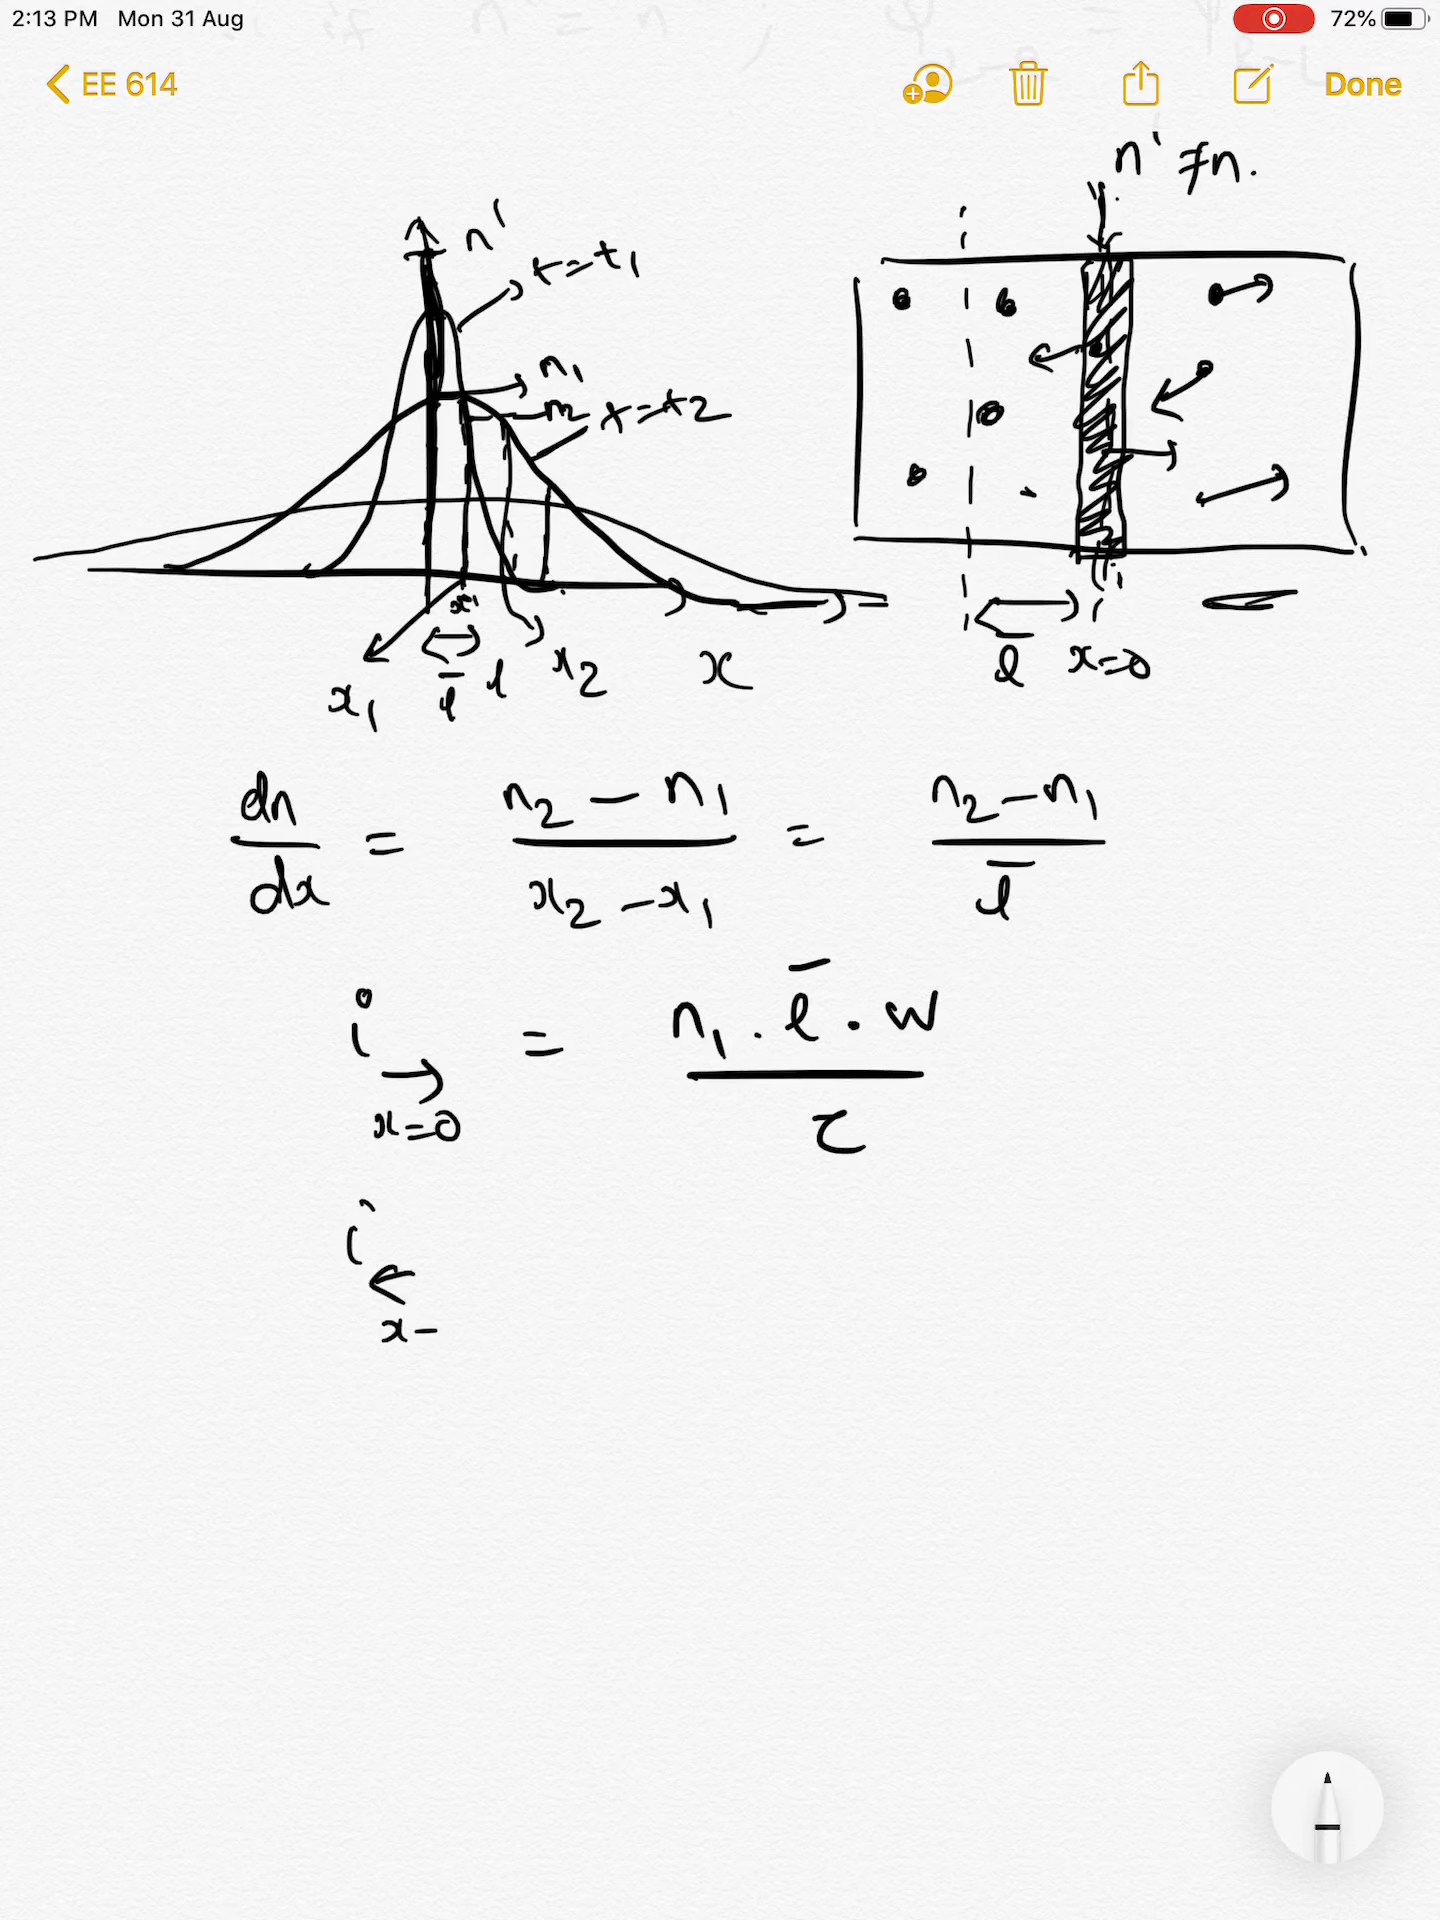 2:13 PM Mon 31 Aug 72%
EE 614 Done
n' ≠ n.
n'
t = t1
n1
n2 t = t2
x1 l̄ l x2 x
l̄ x=0
dn/dx = (n2 − n1)/(x2 − x1) = (n2 − n1)/l̄
i→ x=0 = (n1 . l̄ . w)/τ
i← x −